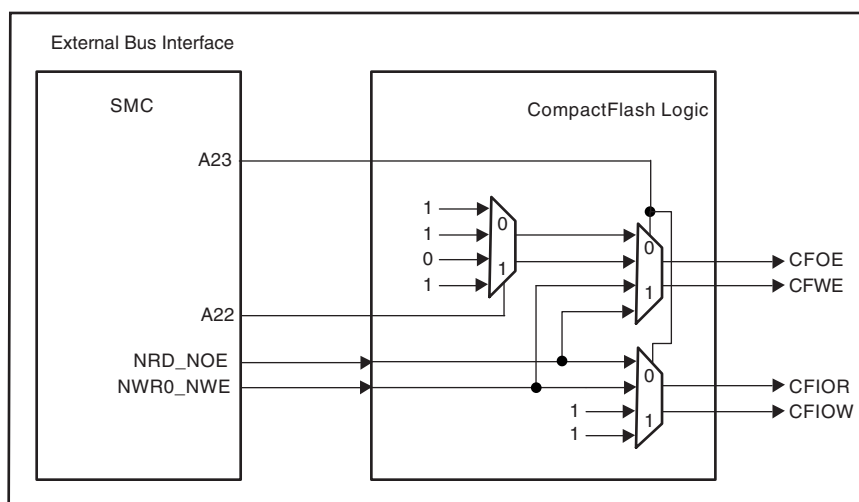 External Bus Interface
SMC
CompactFlash Logic
A23
1
1
0
0
1
1
0
1
CFOE
CFWE
A22
NRD_NOE
NWR0_NWE
0
1
1
1
CFIOR
CFIOW